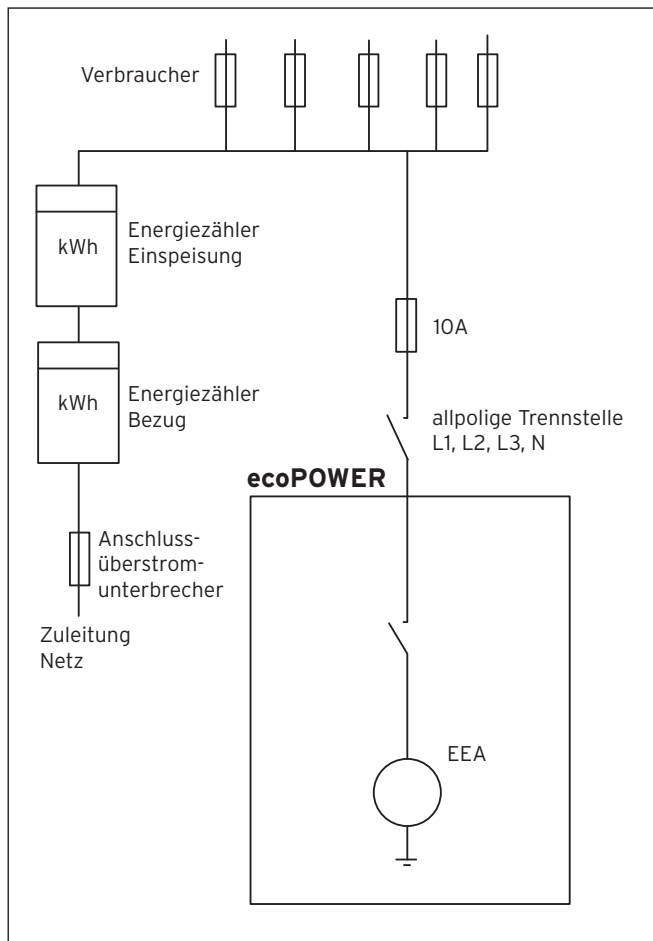 Verbraucher
kWh
Energiezähler
Einspeisung
10A
kWh
Energiezähler
Bezug
allpolige Trennstelle
L1, L2, L3, N
ecoPOWER
Anschluss-
überstrom-
unterbrecher
Zuleitung
Netz
EEA